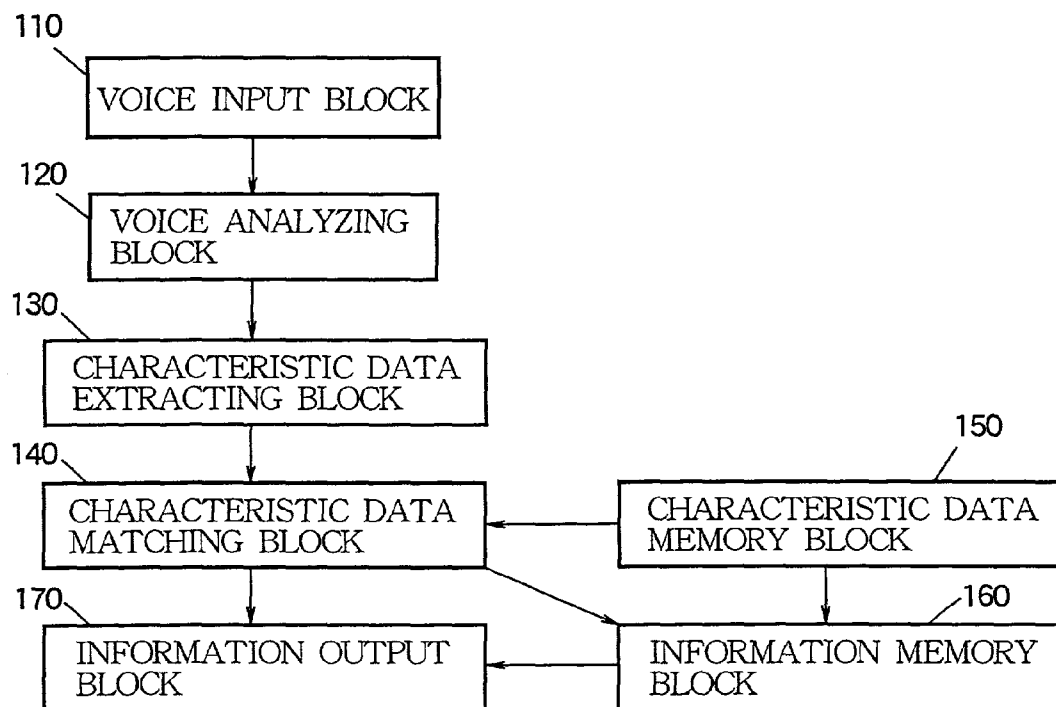 110
VOICE INPUT BLOCK
120
VOICE ANALYZING
BLOCK
130
CHARACTERISTIC DATA
EXTRACTING BLOCK
140
CHARACTERISTIC DATA
MATCHING BLOCK
150
CHARACTERISTIC DATA
MEMORY BLOCK
170
INFORMATION OUTPUT
BLOCK
160
INFORMATION MEMORY
BLOCK